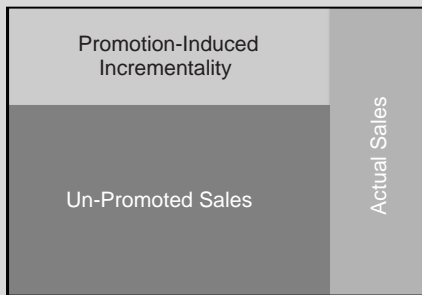 Promotion-Induced
Incrementality
Un-Promoted Sales
Actual Sales